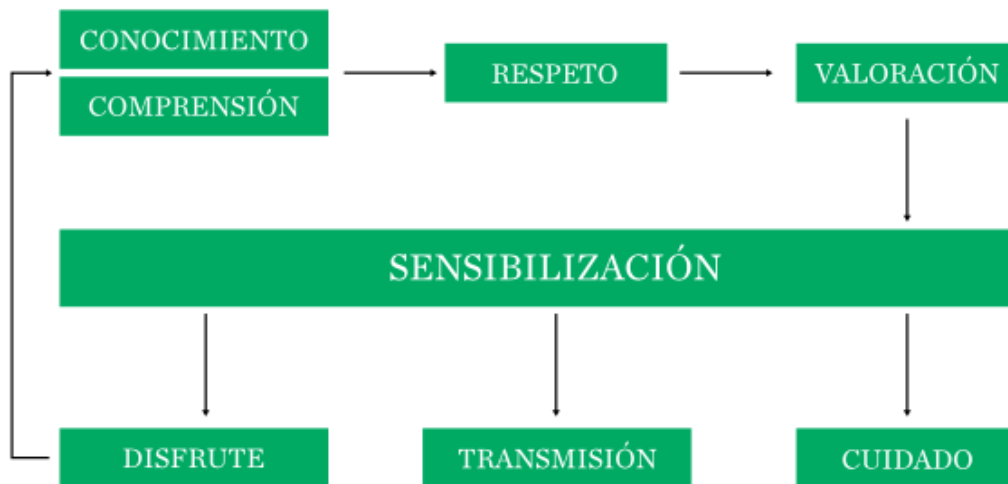 CONOCIMIENTO
COMPRENSIÓN
RESPETO
VALORACIÓN
SENSIBILIZACIÓN
DISFRUTE
TRANSMISIÓN
CUIDADO